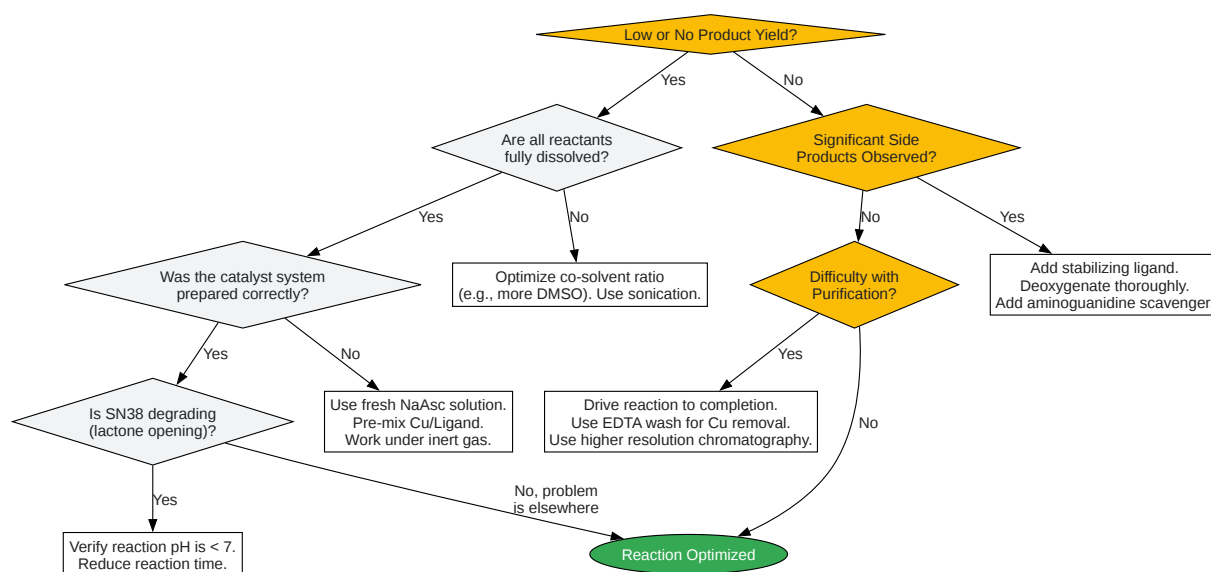 Low or No Product Yield?
Yes
No
Are all reactants
fully dissolved?
Significant Side
Products Observed?
Yes
No
No
Yes
Was the catalyst system
prepared correctly?
Optimize co-solvent ratio
(e.g., more DMSO). Use sonication.
Difficulty with
Purification?
Add stabilizing ligand.
Deoxygenate thoroughly.
Add aminoguanidine scavenger.
Yes
No
Yes
No
Is SN38 degrading
(lactone opening)?
Use fresh NaAsc solution.
Pre-mix Cu/Ligand.
Work under inert gas.
Drive reaction to completion.
Use EDTA wash for Cu removal.
Use higher resolution chromatography.
Yes
No, problem
is elsewhere
Verify reaction pH is < 7.
Reduce reaction time.
Reaction Optimized